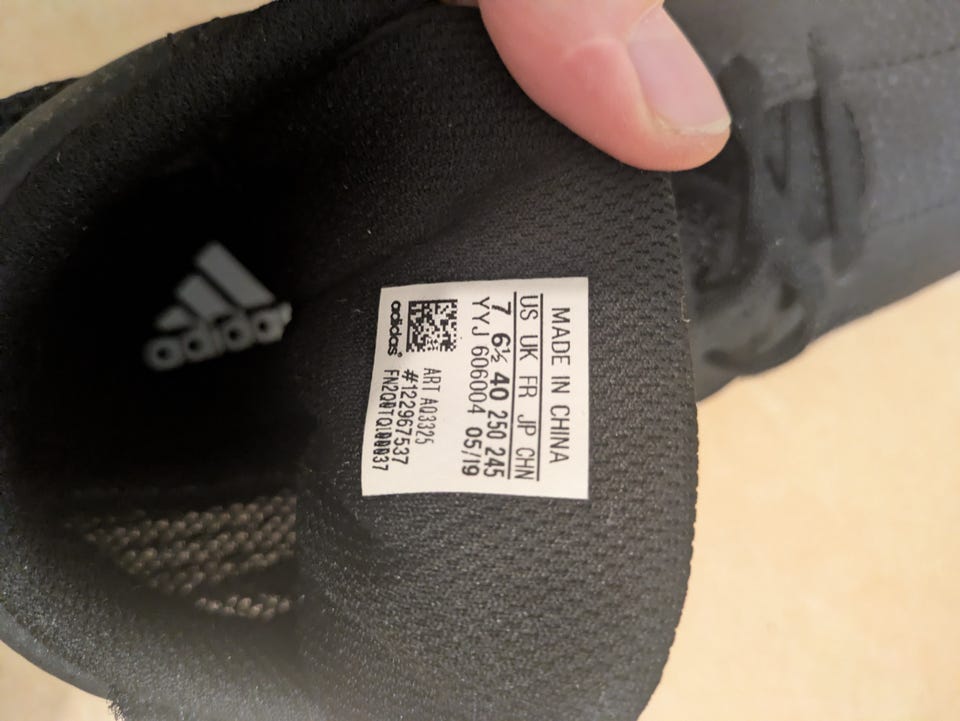 adidas
MADE IN CHINA
US UK FR JP CHN
7 6½ 40 250 245
YYJ 606004 05/19
ART AQ3325
#122967537
adidas®